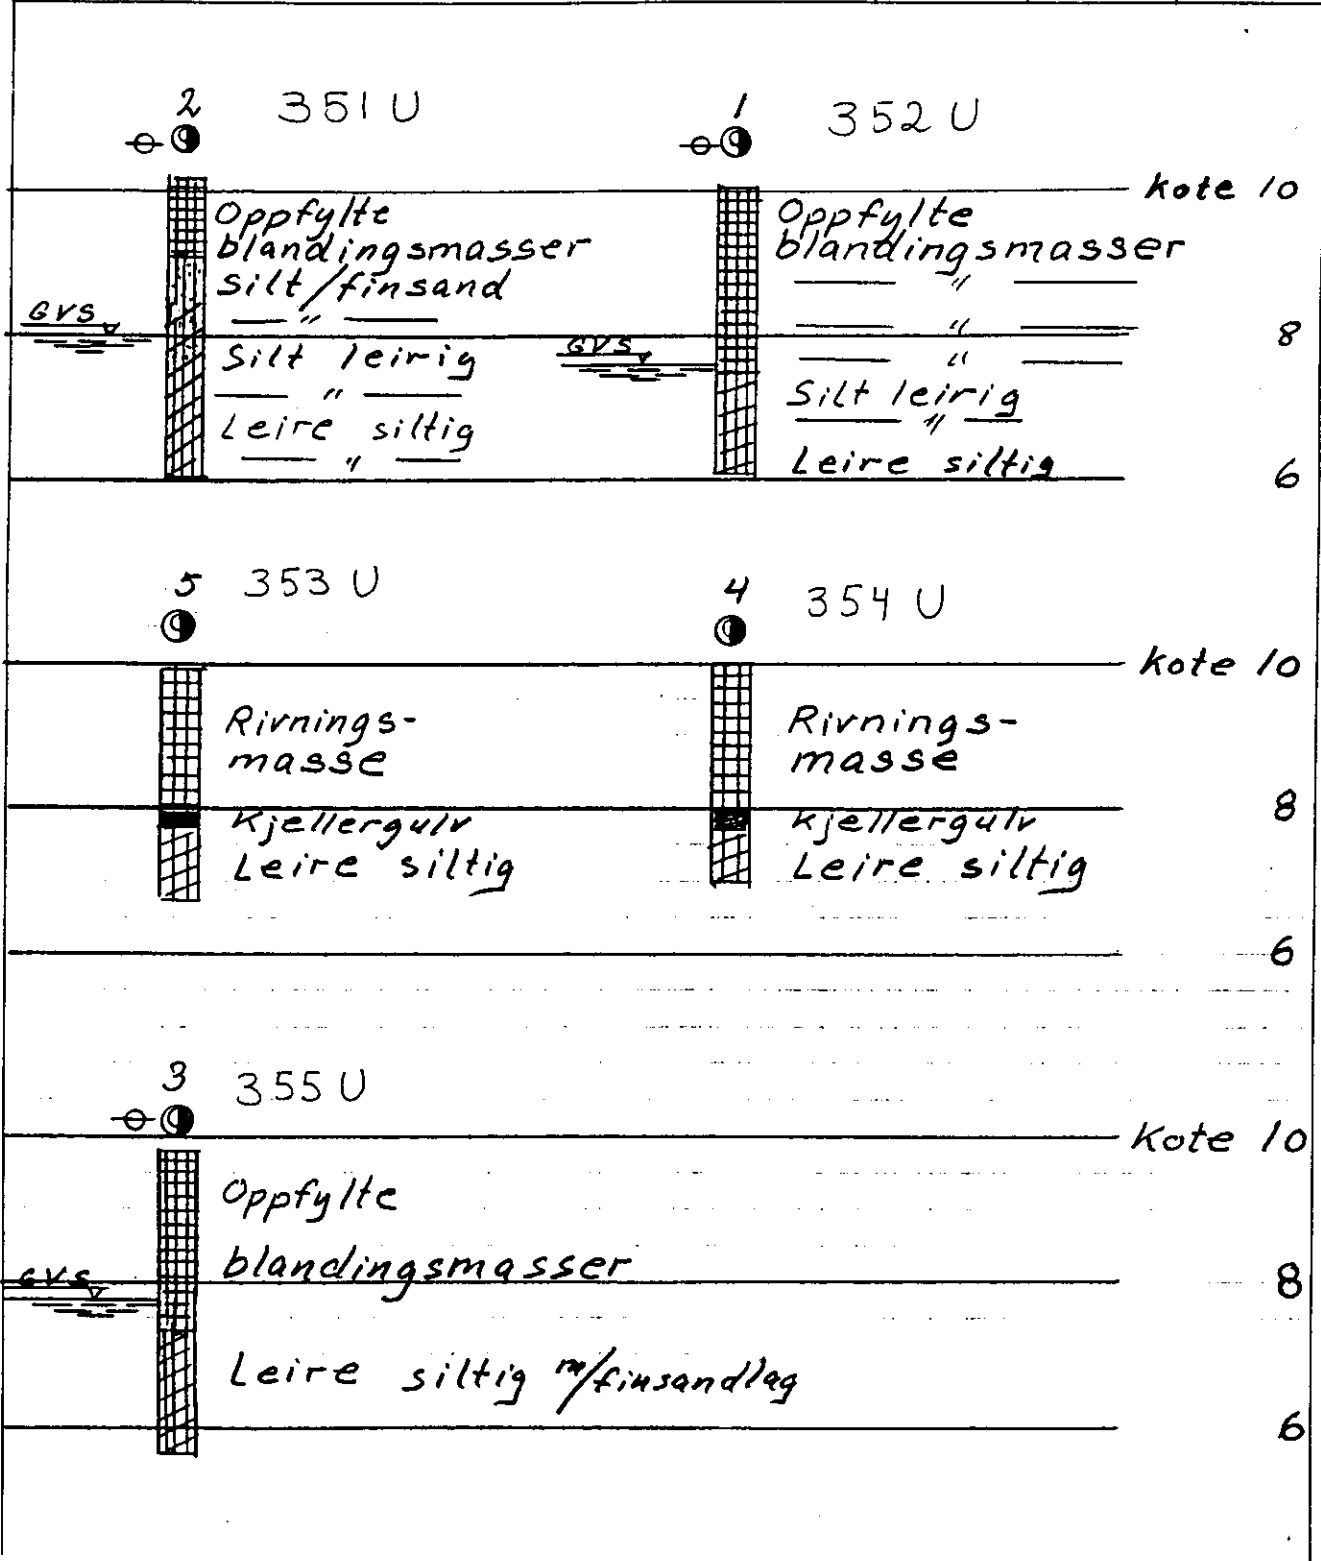 2 351 U
1 352 U
kote 10
Oppfylte
blandingsmasser
Silt/finsand
— " —
GVS
Silt leirig
— " —
Leire siltig
— " —
Oppfylte
blandingsmasser
— " —
— " —
GVS
— " —
Silt leirig
— " —
Leire siltig
8
6
5 353 U
4 354 U
kote 10
Rivnings-
masse
Kjellergulv
Leire siltig
Rivnings-
masse
Kjellergulv
Leire siltig
8
6
3 355 U
kote 10
Oppfylte
blandingsmasser
GVS
8
Leire siltig m/finsandlag
6